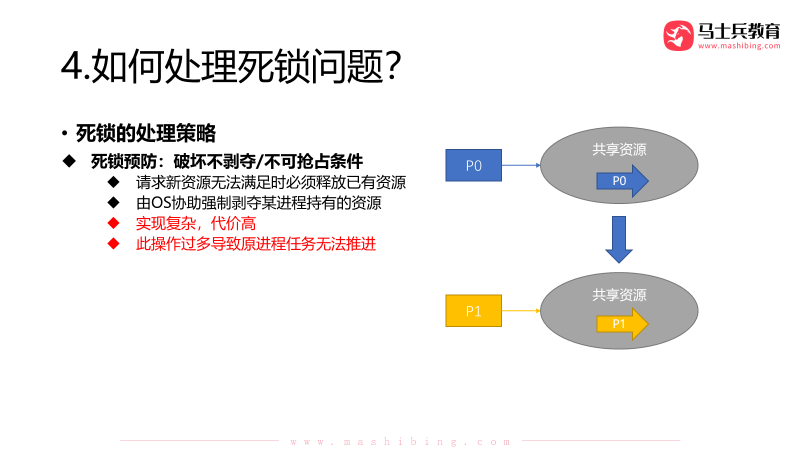 马士兵教育
www.mashibing.com
4.如何处理死锁问题？
• 死锁的处理策略
◆ 死锁预防：破坏不剥夺/不可抢占条件
◆ 请求新资源无法满足时必须释放已有资源
◆ 由OS协助强制剥夺某进程持有的资源
◆ 实现复杂，代价高
◆ 此操作过多导致原进程任务无法推进
P0
共享资源
P0
P1
共享资源
P1
www.mashibing.com